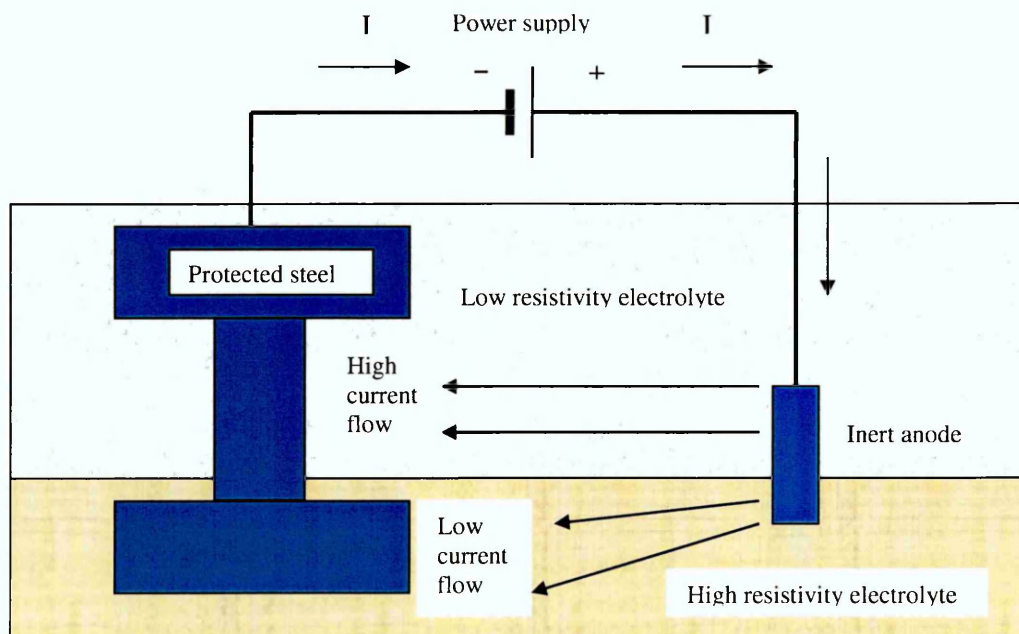 I Power supply I
− +
Protected steel
Low resistivity electrolyte
High
current
flow
Inert anode
Low
current
flow
High resistivity electrolyte